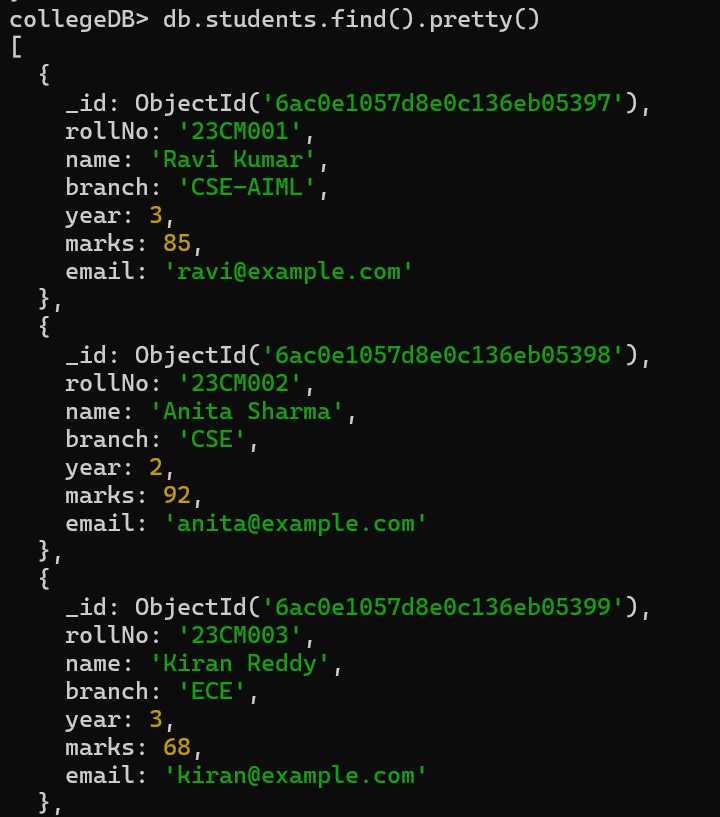 collegeDB> db.students.find().pretty()
[
  {
    _id: ObjectId('6ac0e1057d8e0c136eb05397'),
    rollNo: '23CM001',
    name: 'Ravi Kumar',
    branch: 'CSE-AIML',
    year: 3,
    marks: 85,
    email: 'ravi@example.com'
  },
  {
    _id: ObjectId('6ac0e1057d8e0c136eb05398'),
    rollNo: '23CM002',
    name: 'Anita Sharma',
    branch: 'CSE',
    year: 2,
    marks: 92,
    email: 'anita@example.com'
  },
  {
    _id: ObjectId('6ac0e1057d8e0c136eb05399'),
    rollNo: '23CM003',
    name: 'Kiran Reddy',
    branch: 'ECE',
    year: 3,
    marks: 68,
    email: 'kiran@example.com'
  },